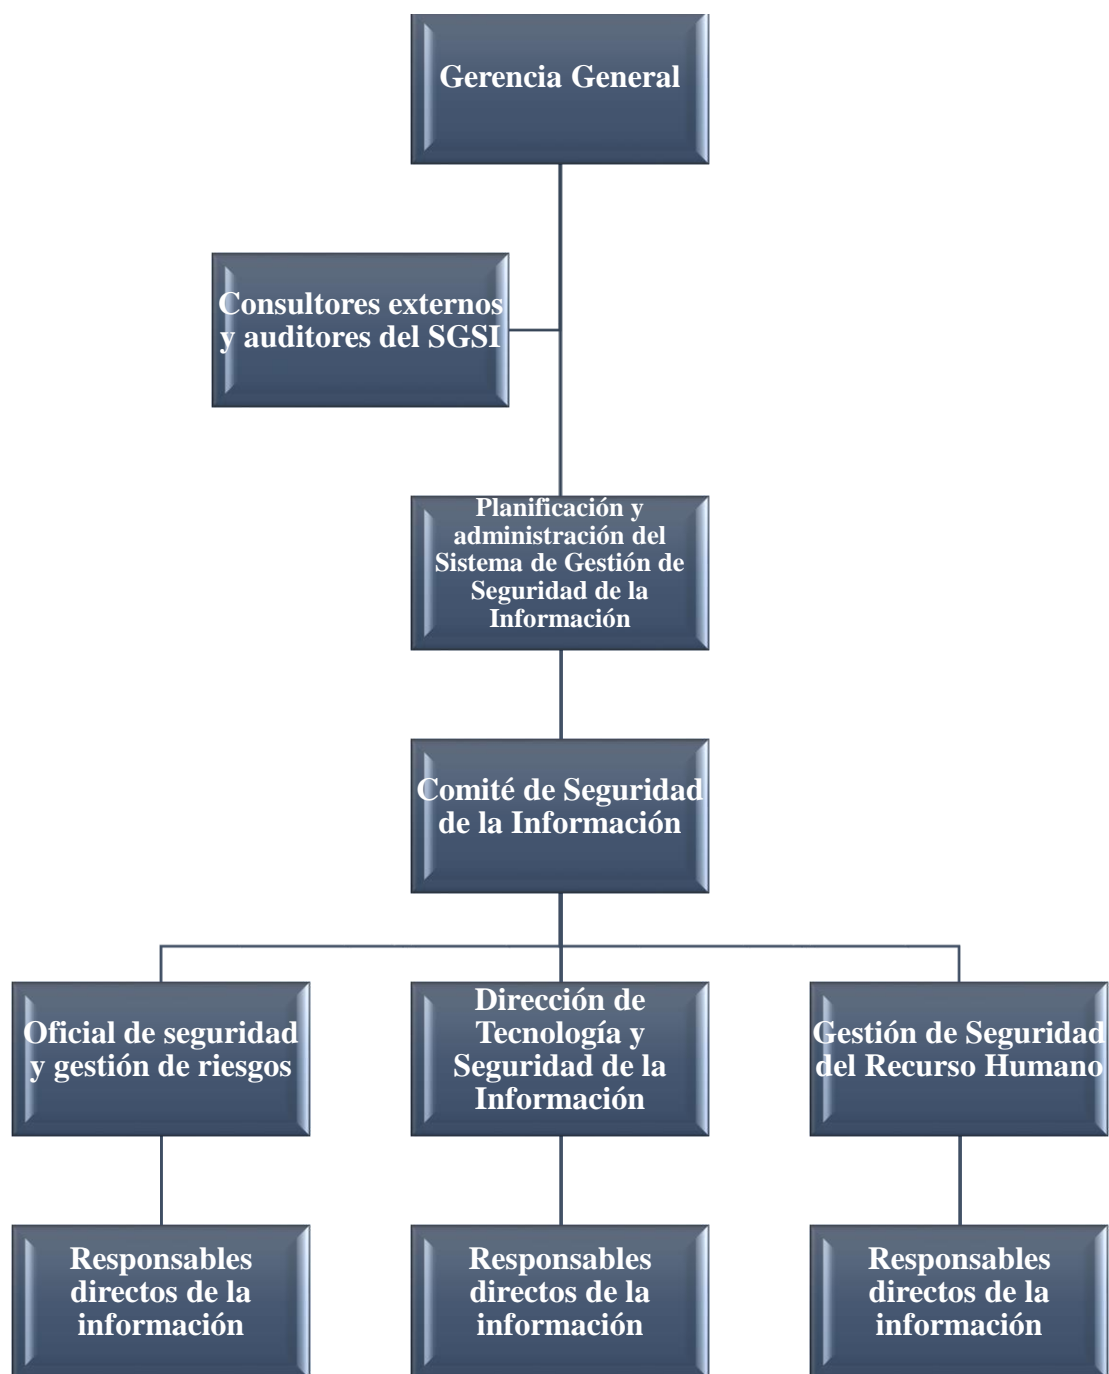 Gerencia General
Consultores externos
y auditores del SGSI
Planificación y
administración del
Sistema de Gestión de
Seguridad de la
Información
Comité de Seguridad
de la Información
Oficial de seguridad
y gestión de riesgos
Dirección de
Tecnología y
Seguridad de la
Información
Gestión de Seguridad
del Recurso Humano
Responsables
directos de la
información
Responsables
directos de la
información
Responsables
directos de la
información